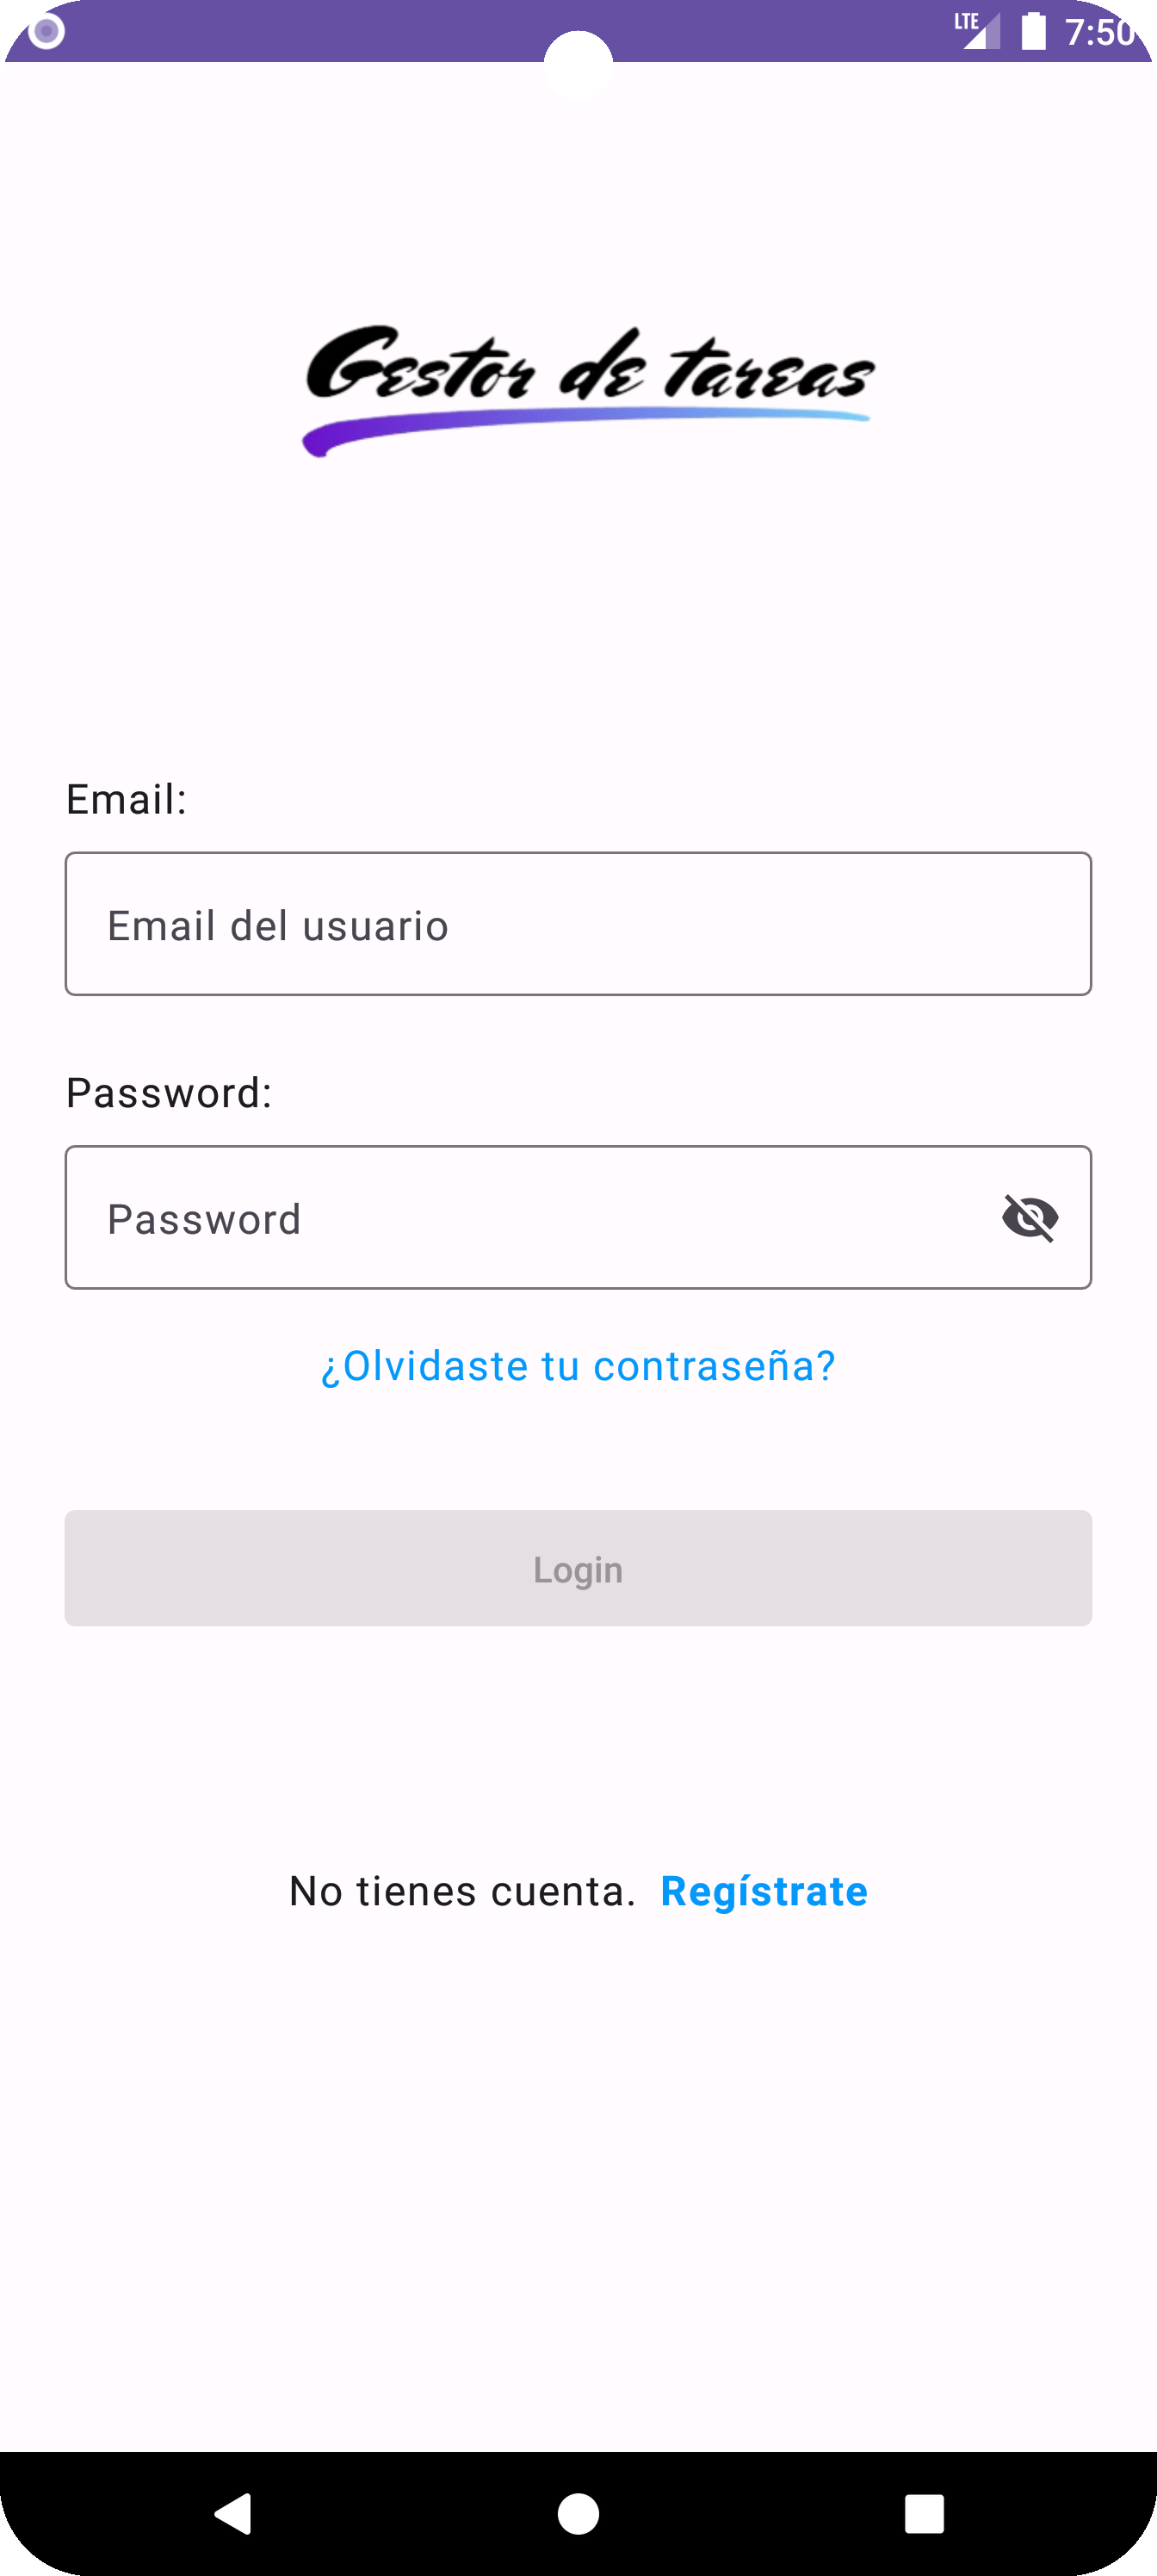 LTE 7:50
Gestor de tareas
Email:
Email del usuario
Password:
Password
¿Olvidaste tu contraseña?
Login
No tienes cuenta. Regístrate